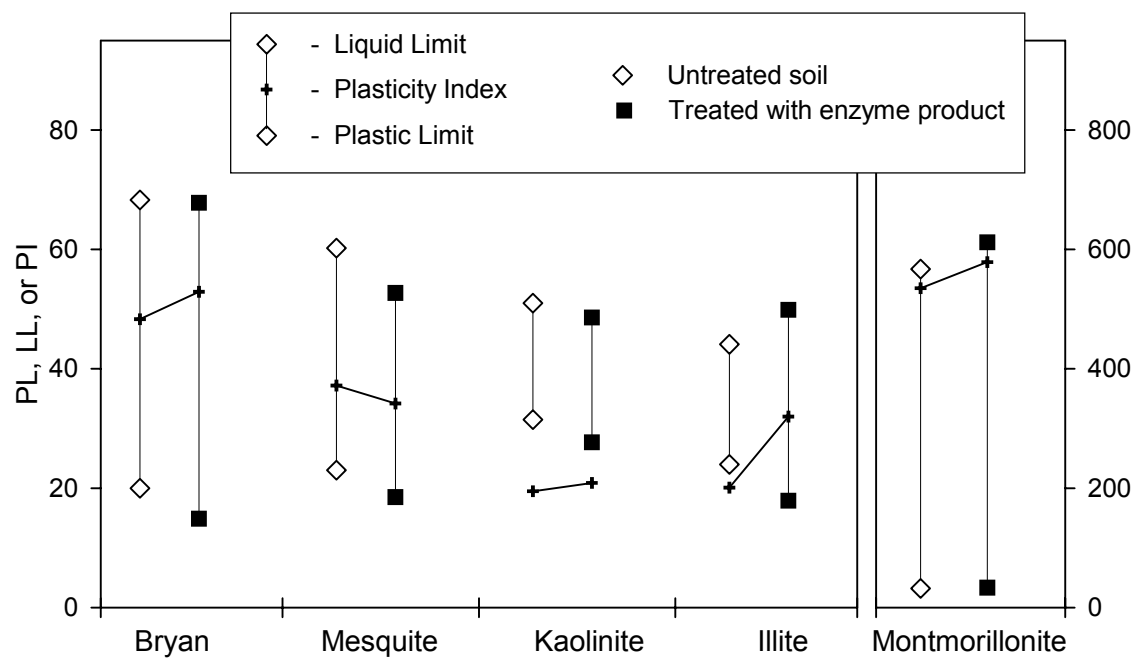 - Liquid Limit
- Plasticity Index
- Plastic Limit
Untreated soil
Treated with enzyme product
PL, LL, or PI
80
60
40
20
0
800
600
400
200
0
Bryan
Mesquite
Kaolinite
Illite
Montmorillonite